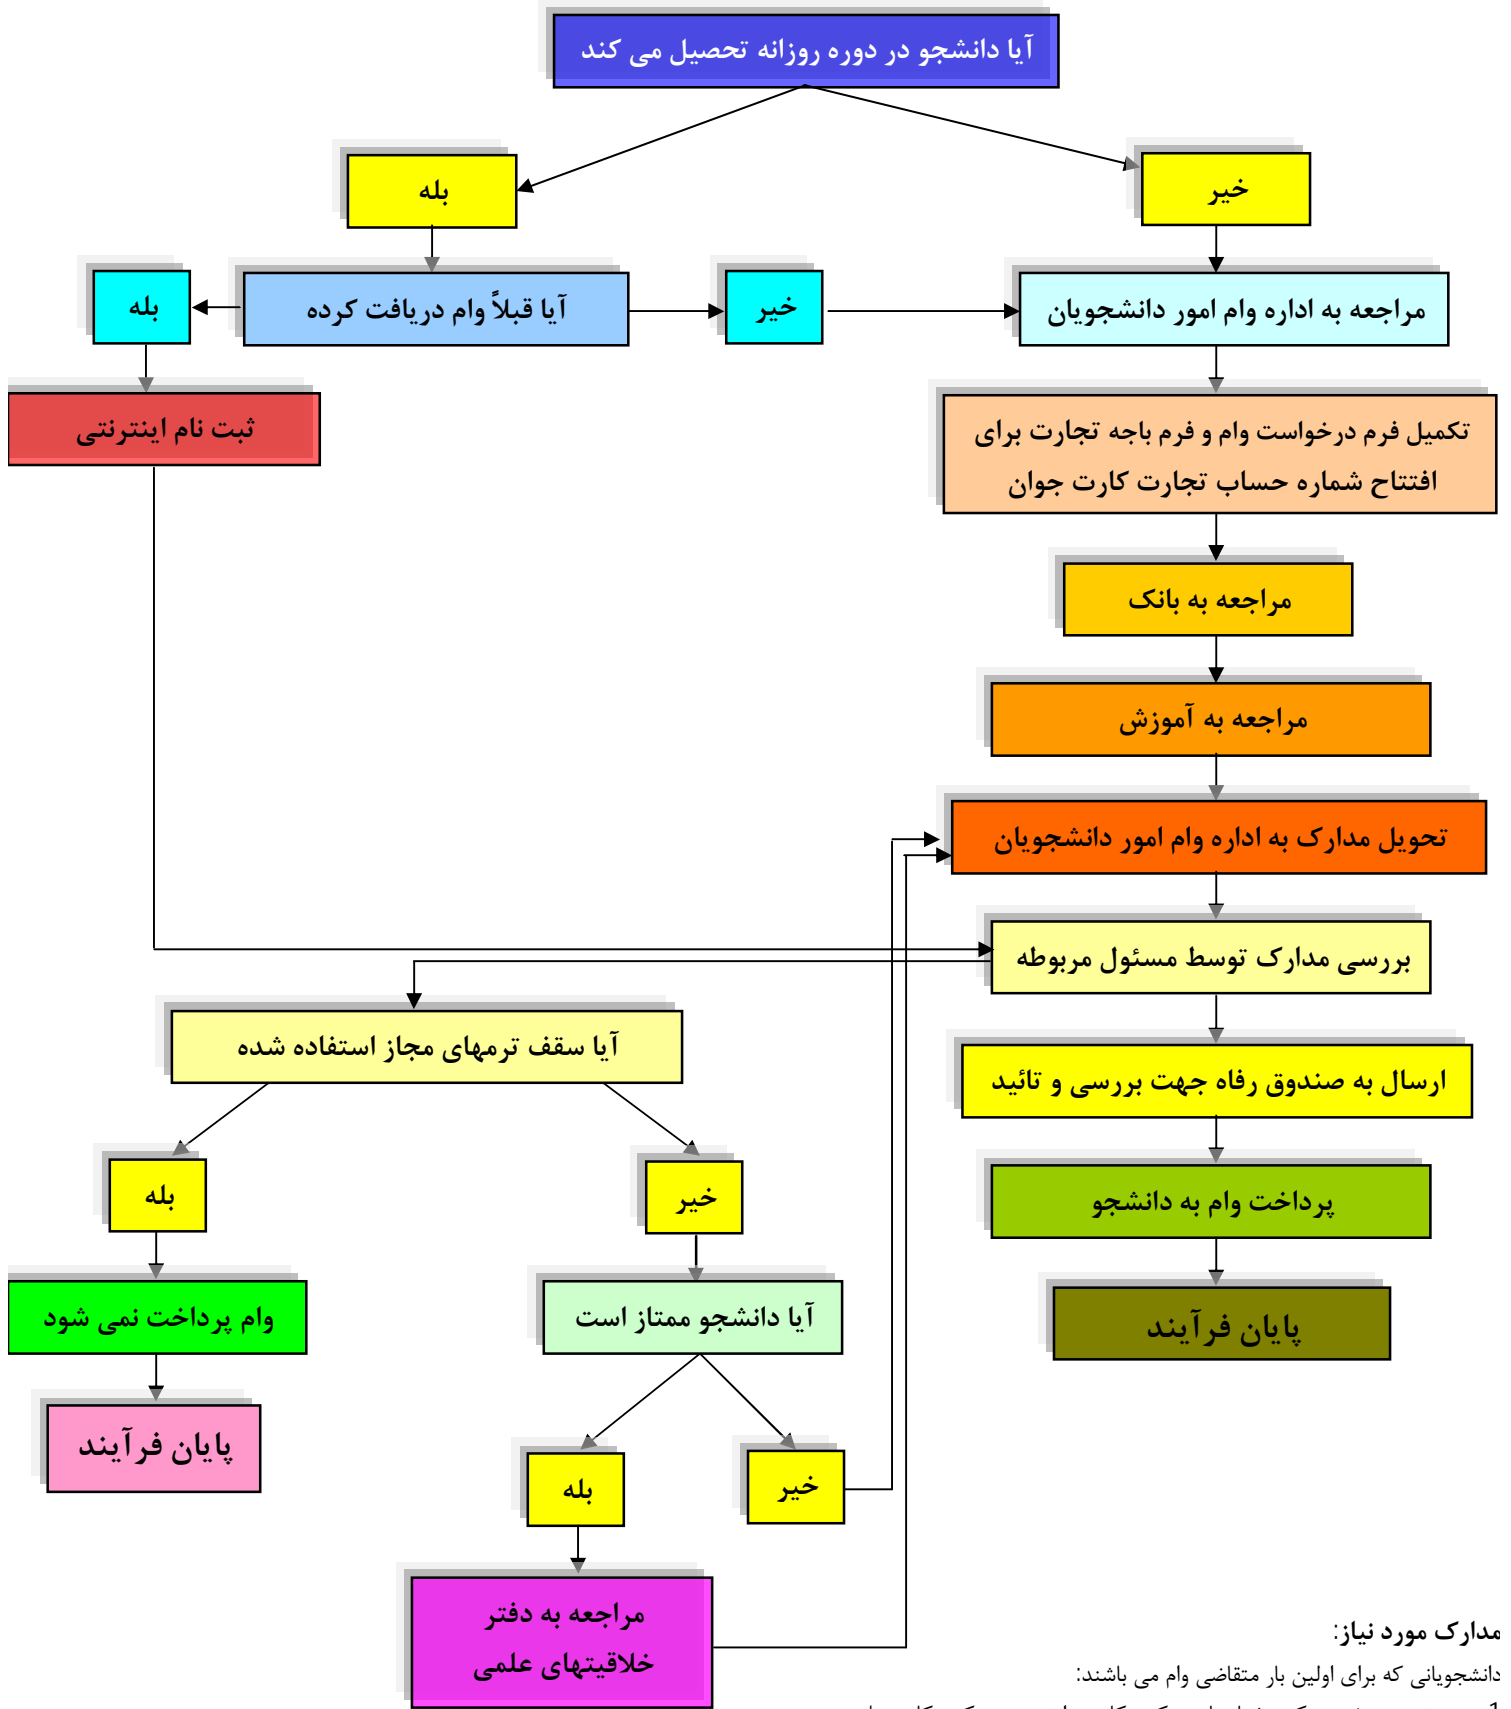 آیا دانشجو در دوره روزانه تحصیل می کند
بله
خیر
بله
آیا قبلاً وام دریافت کرده
خیر
مراجعه به اداره وام امور دانشجویان
ثبت نام اینترنتی
تکمیل فرم درخواست وام و فرم باجه تجارت برای
افتتاح شماره حساب تجارت کارت جوان
مراجعه به بانک
مراجعه به آموزش
تحویل مدارک به اداره وام امور دانشجویان
بررسی مدارک توسط مسئول مربوطه
آیا سقف ترمهای مجاز استفاده شده
ارسال به صندوق رفاه جهت بررسی و تائید
بله
خیر
پرداخت وام به دانشجو
وام پرداخت نمی شود
آیا دانشجو ممتاز است
پایان فرآیند
پایان فرآیند
بله
خیر
مراجعه به دفتر
خلاقیتهای علمی
مدارک مورد نیاز:
دانشجویانی که برای اولین بار متقاضی وام می باشند: